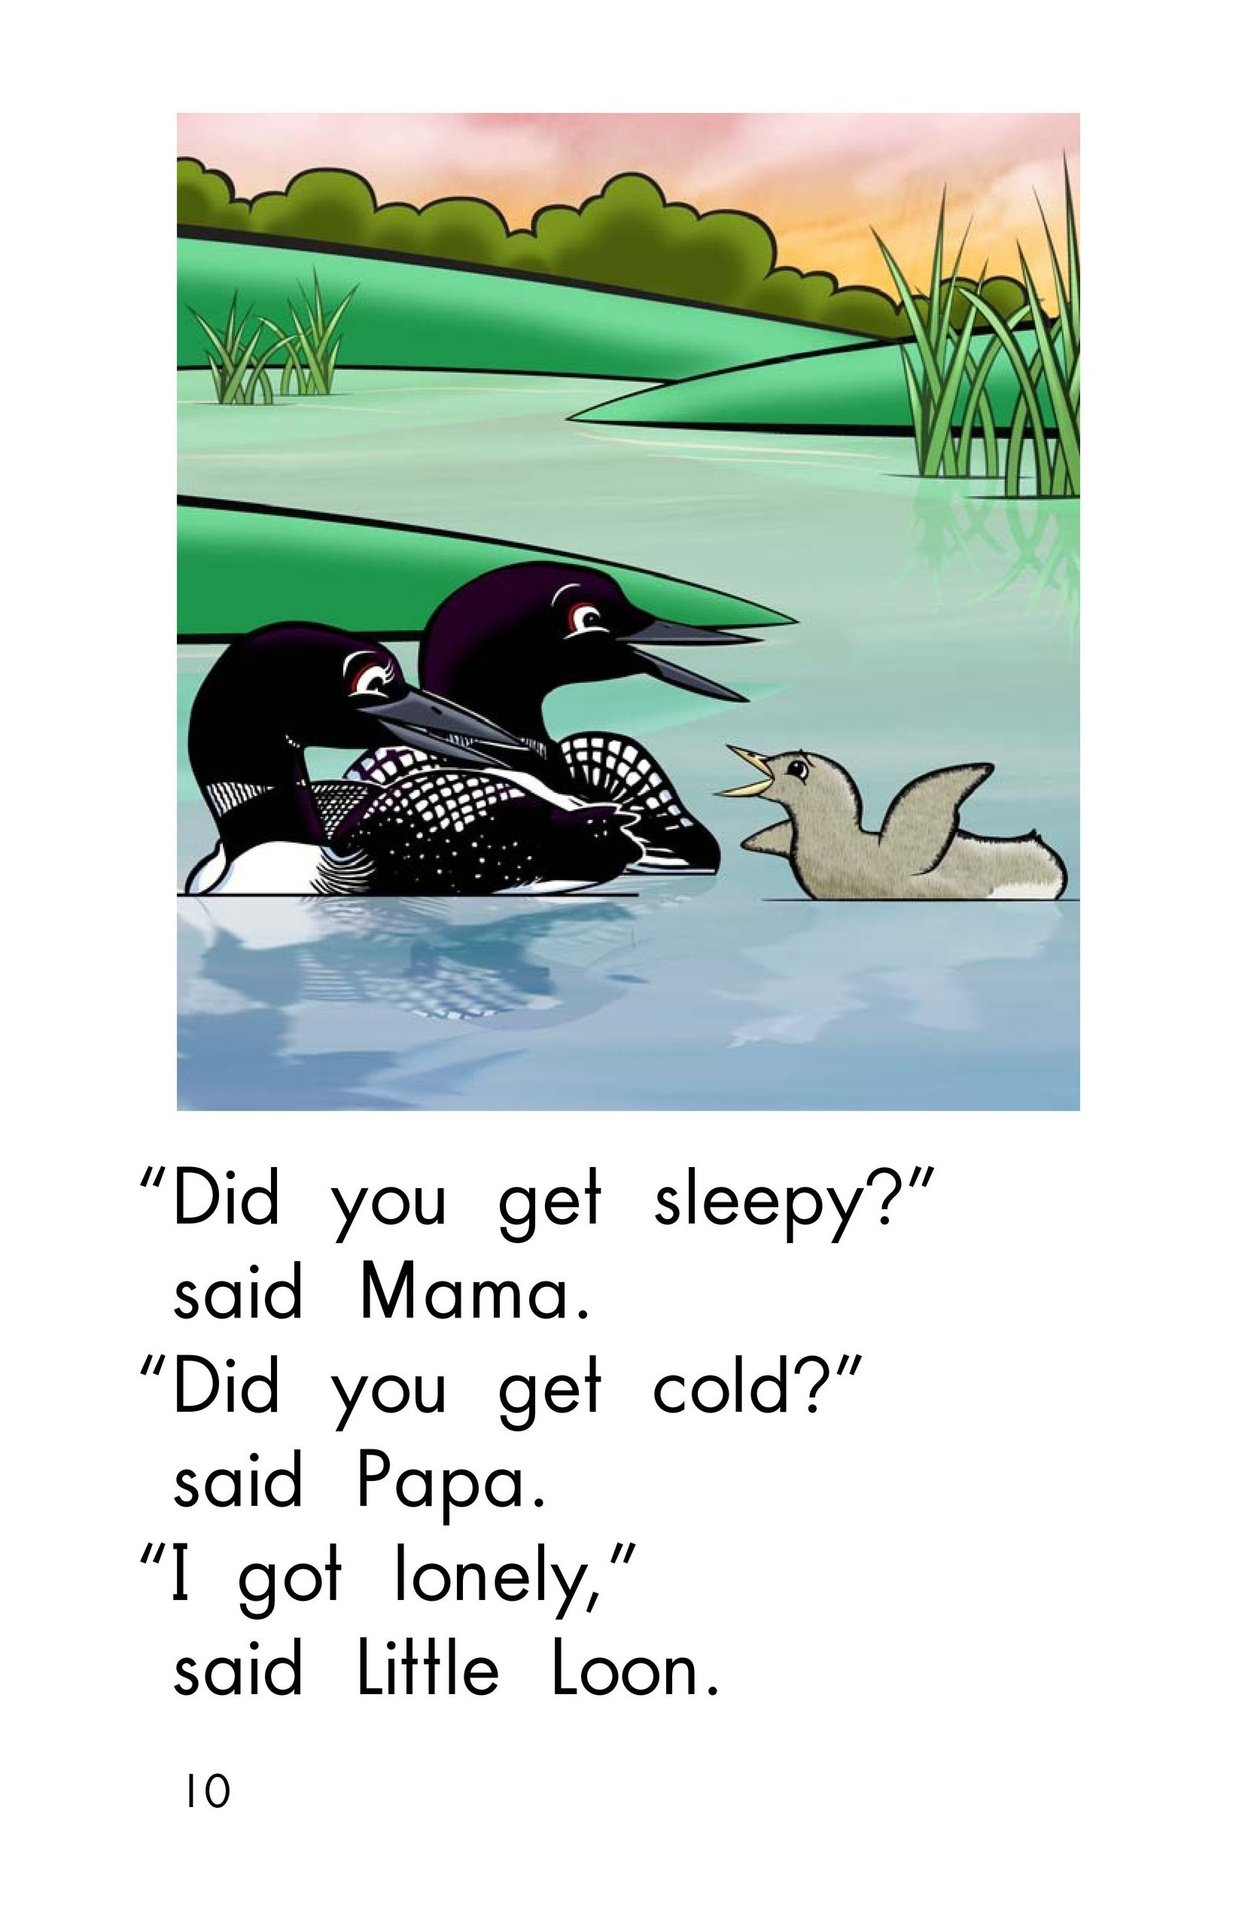 “Did you get sleepy?”
said Mama.
“Did you get cold?”
said Papa.
“I got lonely,”
said Little Loon.
10